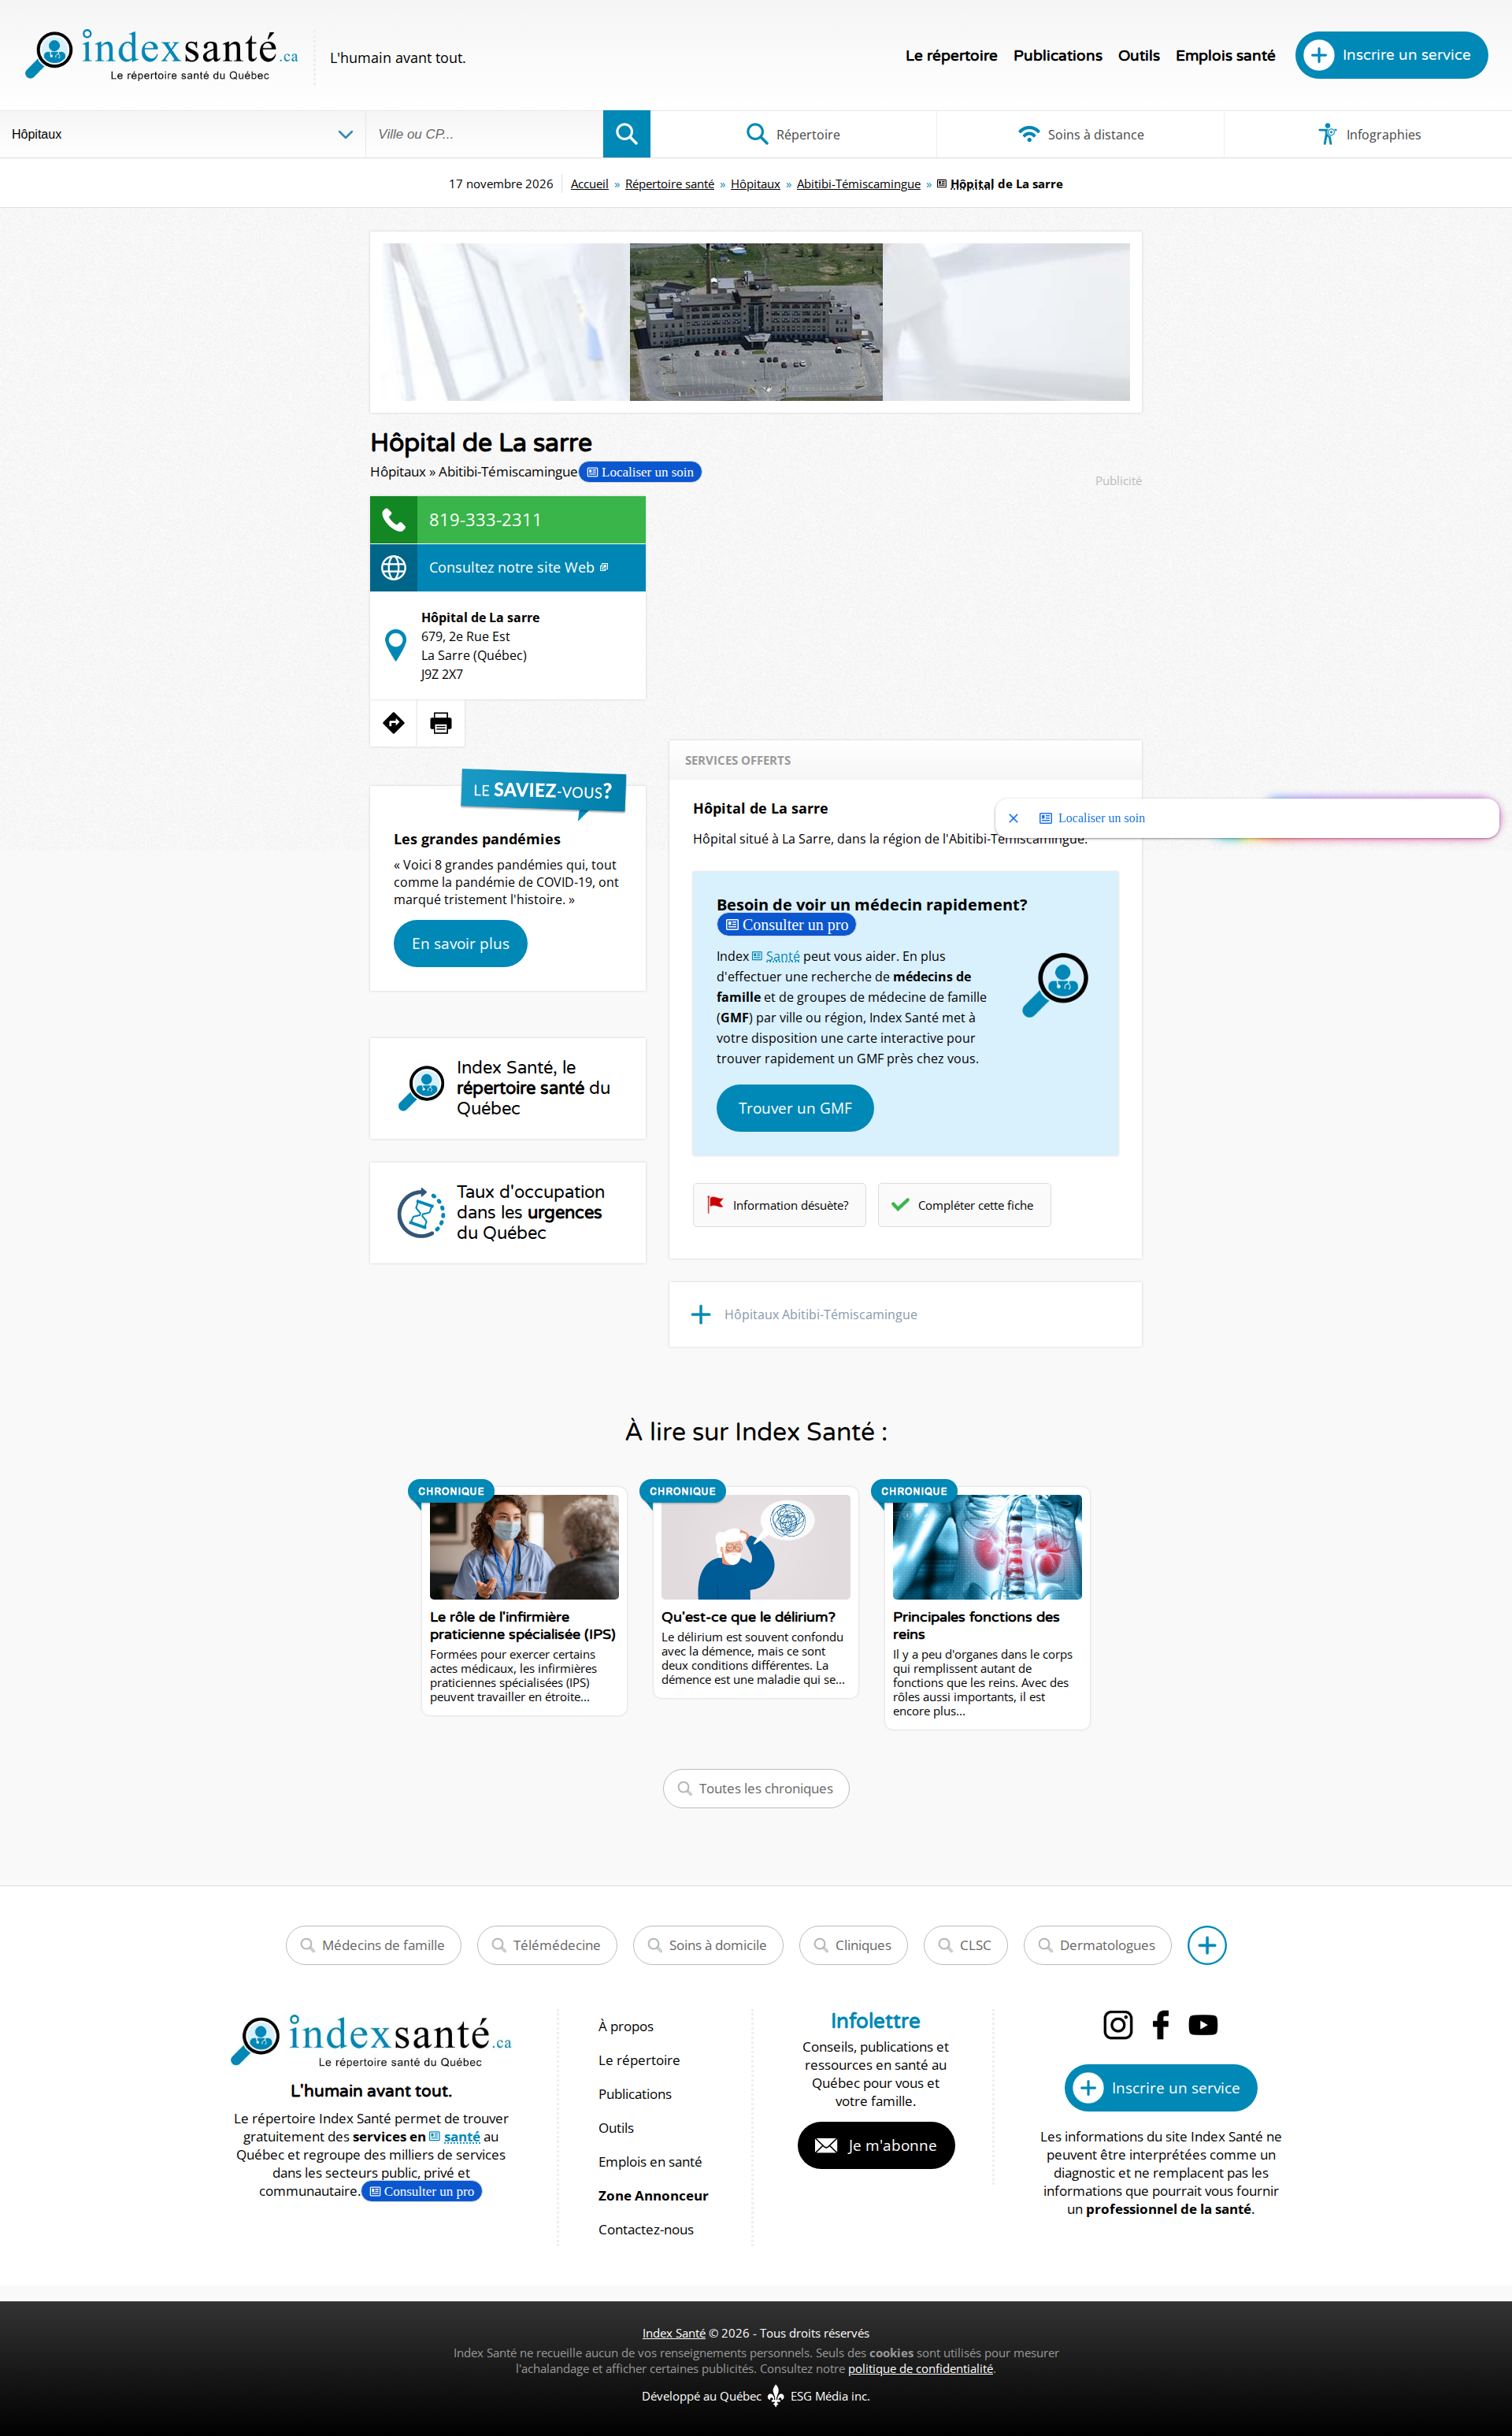 indexsanté.ca
Le répertoire santé du Québec
L'humain avant tout.
Le répertoire Publications Outils Emplois santé Inscrire un service
Hôpitaux
Ville ou CP...
Répertoire
Soins à distance
Infographies
17 novembre 2026 Accueil » Répertoire santé » Hôpitaux » Abitibi-Témiscamingue » Hôpital de La sarre
Hôpital de La sarre
Hôpitaux » Abitibi-Témiscamingue Localiser un soin
Publicité
819-333-2311
Consultez notre site Web
Hôpital de La sarre
679, 2e Rue Est
La Sarre (Québec)
J9Z 2X7
LE SAVIEZ-VOUS?
Les grandes pandémies
« Voici 8 grandes pandémies qui, tout
comme la pandémie de COVID-19, ont
marqué tristement l'histoire. »
En savoir plus
Index Santé, le
répertoire santé du
Québec
Taux d'occupation
dans les urgences
du Québec
SERVICES OFFERTS
Hôpital de La sarre
Localiser un soin
Hôpital situé à La Sarre, dans la région de l'Abitibi-Témiscamingue.
Besoin de voir un médecin rapidement?
Consulter un pro
Index Santé peut vous aider. En plus
d'effectuer une recherche de médecins de
famille et de groupes de médecine de famille
(GMF) par ville ou région, Index Santé met à
votre disposition une carte interactive pour
trouver rapidement un GMF près chez vous.
Trouver un GMF
Information désuète?
Compléter cette fiche
Hôpitaux Abitibi-Témiscamingue
À lire sur Index Santé :
CHRONIQUE
Le rôle de l'infirmière
praticienne spécialisée (IPS)
Formées pour exercer certains
actes médicaux, les infirmières
praticiennes spécialisées (IPS)
peuvent travailler en étroite...
CHRONIQUE
Qu'est-ce que le délirium?
Le délirium est souvent confondu
avec la démence, mais ce sont
deux conditions différentes. La
démence est une maladie qui se...
CHRONIQUE
Principales fonctions des
reins
Il y a peu d'organes dans le corps
qui remplissent autant de
fonctions que les reins. Avec des
rôles aussi importants, il est
encore plus...
Toutes les chroniques
Médecins de famille
Télémédecine
Soins à domicile
Cliniques
CLSC
Dermatologues
indexsanté.ca
Le répertoire santé du Québec
L'humain avant tout.
Le répertoire Index Santé permet de trouver
gratuitement des services en santé au
Québec et regroupe des milliers de services
dans les secteurs public, privé et
communautaire. Consulter un pro
À propos
Le répertoire
Publications
Outils
Emplois en santé
Zone Annonceur
Contactez-nous
Infolettre
Conseils, publications et
ressources en santé au
Québec pour vous et
votre famille.
Je m'abonne
Inscrire un service
Les informations du site Index Santé ne
peuvent être interprétées comme un
diagnostic et ne remplacent pas les
informations que pourrait vous fournir
un professionnel de la santé.
Index Santé © 2026 - Tous droits réservés
Index Santé ne recueille aucun de vos renseignements personnels. Seuls des cookies sont utilisés pour mesurer
l'achalandage et afficher certaines publicités. Consultez notre politique de confidentialité.
Développé au Québec ESG Média inc.